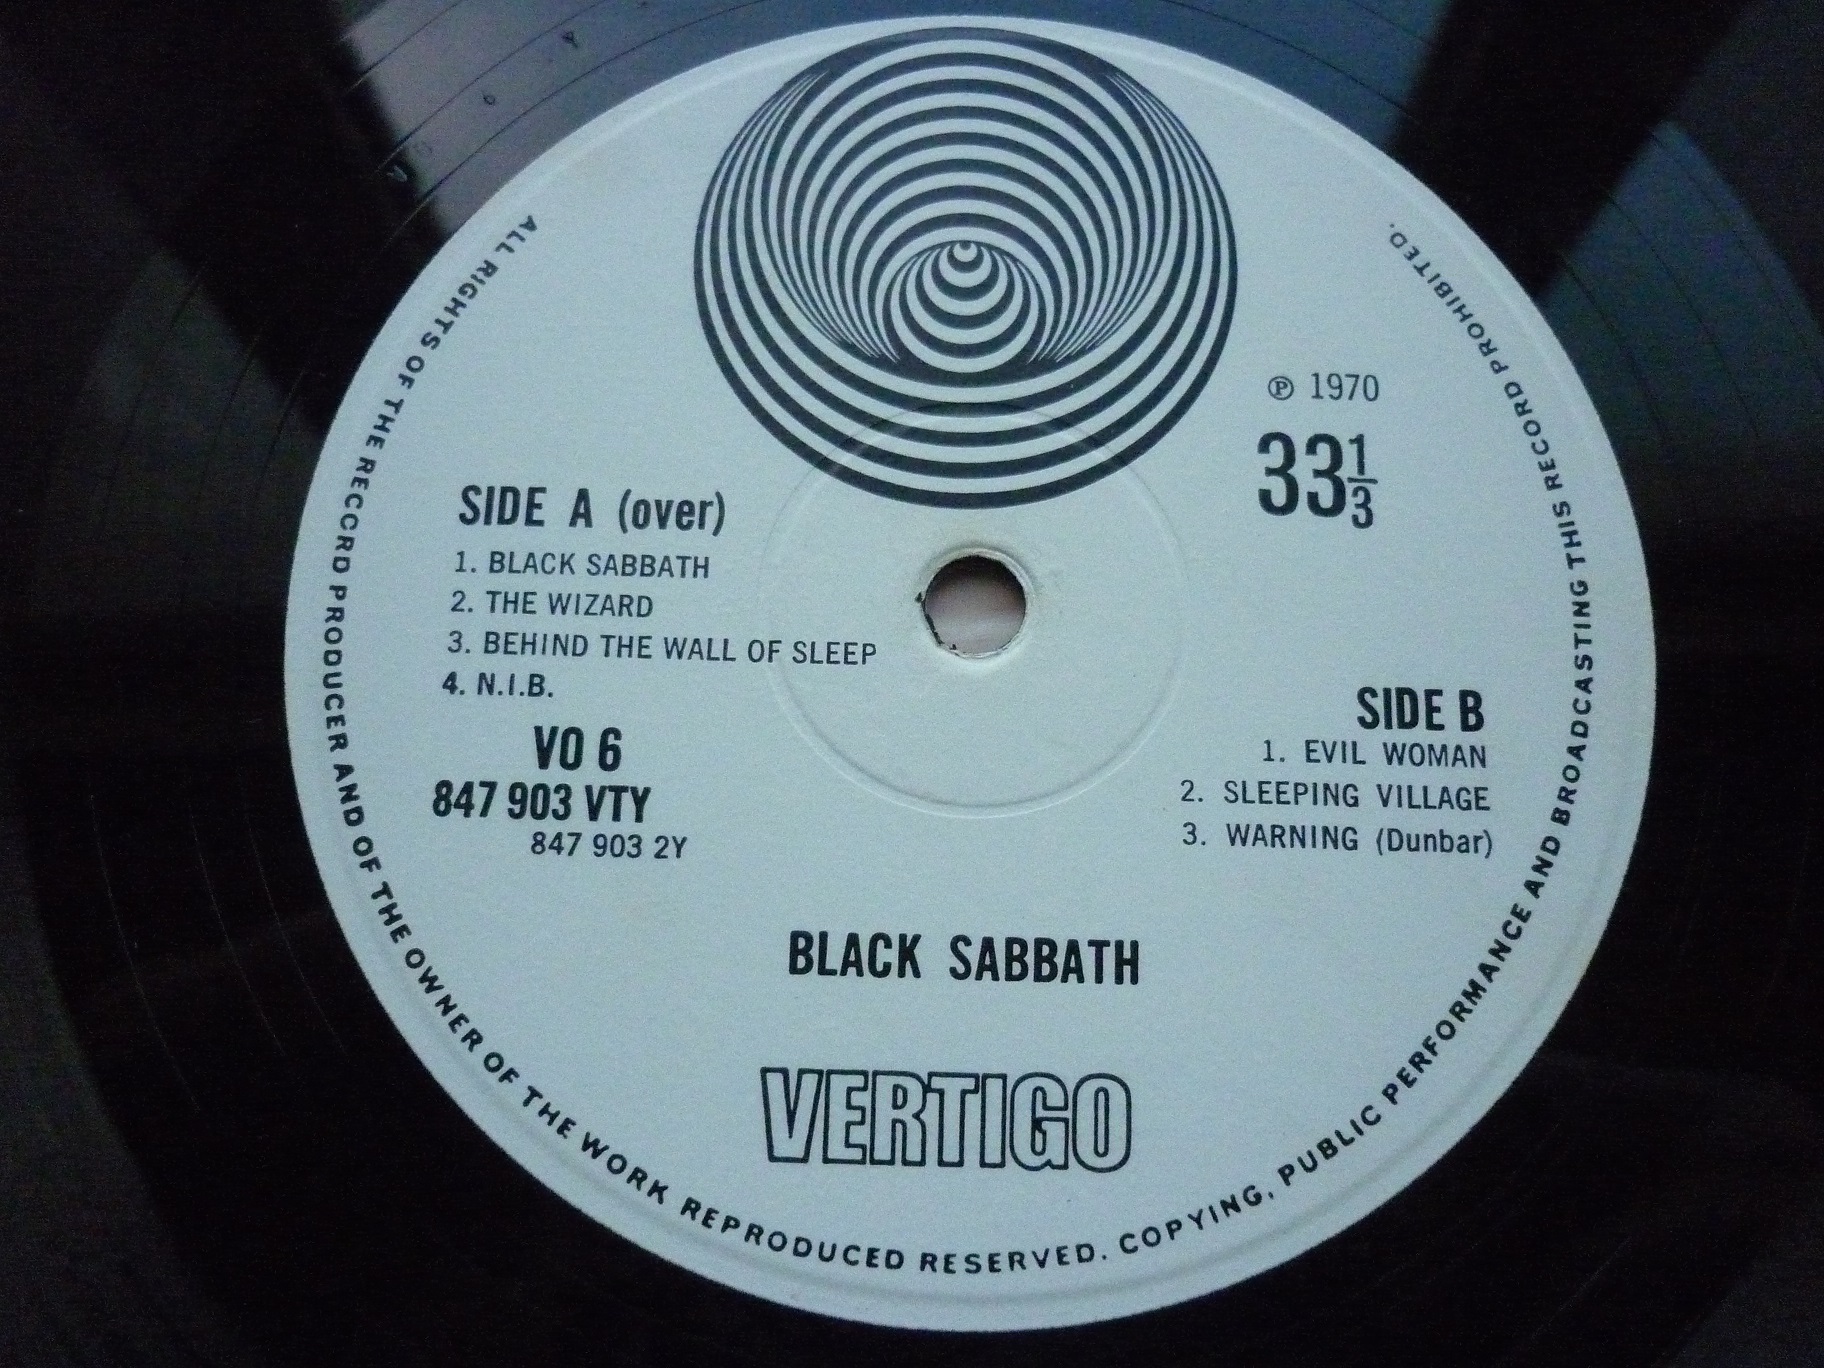 ALL RIGHTS OF THE RECCRD PRODUCER AND OF THE OWNER OF THE WORK REPRODUCED RESERVED. COPYING, PUBLIC PERFORMANCE AND BROADCASTING THIS RECORD PROHIBITED.
℗ 1970
33⅓
SIDE A (over)
1. BLACK SABBATH
2. THE WIZARD
3. BEHIND THE WALL OF SLEEP
4. N.I.B.
VO 6
847 903 VTY
847 903 2Y
SIDE B
1. EVIL WOMAN
2. SLEEPING VILLAGE
3. WARNING (Dunbar)
BLACK SABBATH
VERTIGO